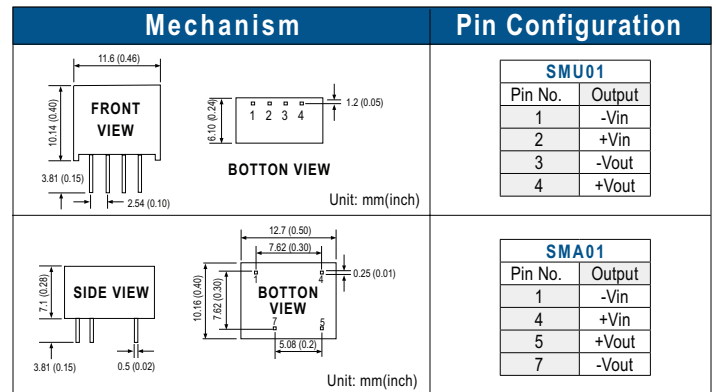 Mechanism
Pin Configuration
11.6 (0.46)
10.14 (0.40)
FRONT
VIEW
3.81 (0.15)
2.54 (0.10)
6.10 (0.24)
1 2 3 4
1.2 (0.05)
BOTTON VIEW
Unit: mm(inch)
SMU01
Pin No. Output
1 -Vin
2 +Vin
3 -Vout
4 +Vout
7.1 (0.28)
SIDE VIEW
3.81 (0.15)
0.5 (0.02)
12.7 (0.50)
7.62 (0.30)
10.16 (0.40)
7.62 (0.30)
1 4
0.25 (0.01)
BOTTON
VIEW
7 5
5.08 (0.2)
Unit: mm(inch)
SMA01
Pin No. Output
1 -Vin
4 +Vin
5 +Vout
7 -Vout